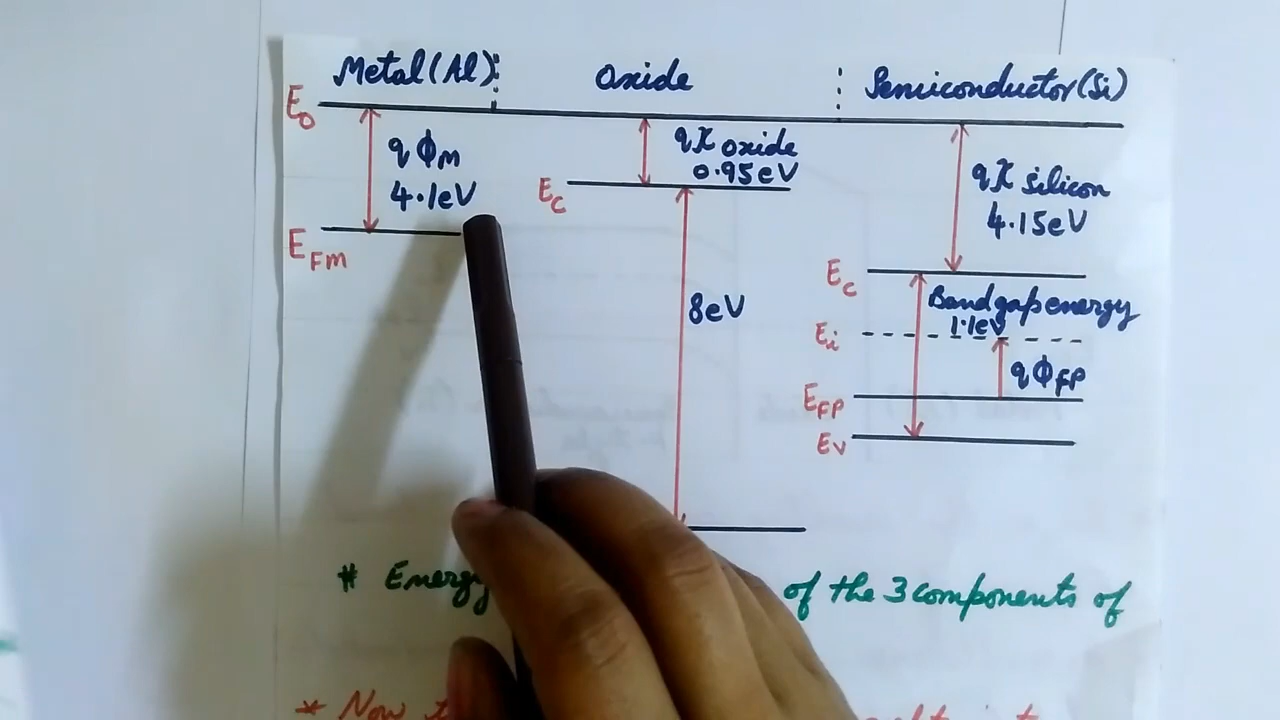 Metal(Al) Oxide Semiconductor(Si)
E0
qΦM
4.1eV
EFm
qχ oxide
0.95eV
Ec
8eV
qχ silicon
4.15eV
Ec
Bandgap energy
1.1eV
Ei
qΦFP
EFP
EV
# Energy of the 3 components of
* Now